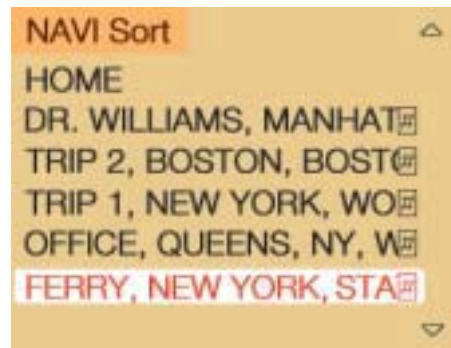 NAVI Sort
HOME
DR. WILLIAMS, MANHAT
TRIP 2, BOSTON, BOST
TRIP 1, NEW YORK, WO
OFFICE, QUEENS, NY, W
FERRY, NEW YORK, STA